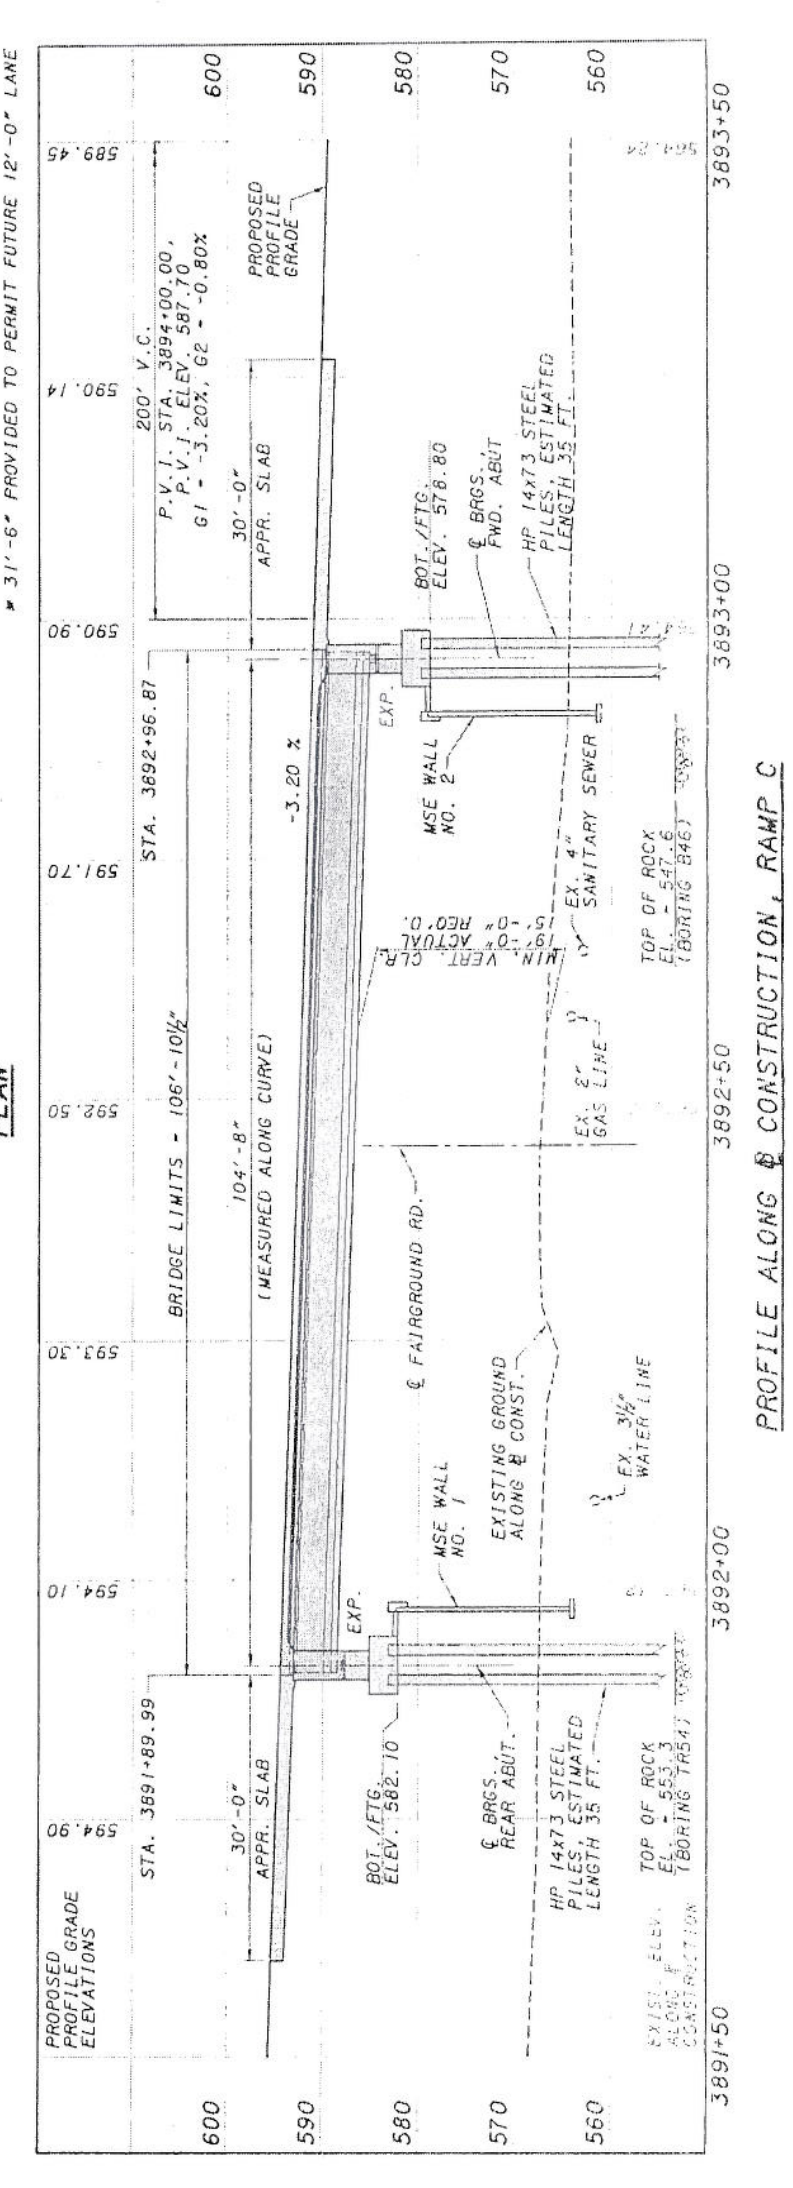 * 31'-6" PROVIDED TO PERMIT FUTURE 12'-0" LANE
PLAN
PROPOSED
PROFILE GRADE
ELEVATIONS
594.90
594.10
593.30
592.50
591.70
590.90
590.14
589.45
600
590
580
570
560
600
590
580
570
560
200' V.C.
P.V.I. STA. 3894+00.00,
P.V.I. ELEV. 587.70
G1 = -3.20%, G2 = -0.80%
STA. 3891+89.99
BRIDGE LIMITS - 106'-10½"
STA. 3892+96.87
30'-0"
APPR. SLAB
104'-8"
(MEASURED ALONG CURVE)
-3.20 %
30'-0"
APPR. SLAB
PROPOSED
PROFILE
GRADE
EXP.
EXP.
BOT./FTG.
ELEV. 582.10
℄ BRGS.
REAR ABUT.
HP 14x73 STEEL
PILES, ESTIMATED
LENGTH 35 FT.
MSE WALL
NO. 1
EXISTING GROUND
ALONG ℄ CONST.
℄ FAIRGROUND RD.
MIN. VERT. CLR.
19'-0" ACTUAL
15'-0" REQ'D.
MSE WALL
NO. 2
BOT./FTG.
ELEV. 578.80
℄ BRGS.
FWD. ABUT
HP 14x73 STEEL
PILES, ESTIMATED
LENGTH 35 FT.
EX. 3½"
WATER LINE
EX. 2"
GAS LINE
EX. 4"
SANITARY SEWER
TOP OF ROCK
EL. - 553.3
(BORING TR54)
TOP OF ROCK
EL. - 547.6
(BORING B46)
EXIST. ELEV.
ALONG ℄
CONSTRUCTION
564.24
3891+50
3892+00
3892+50
3893+00
3893+50
PROFILE ALONG ℄ CONSTRUCTION, RAMP C